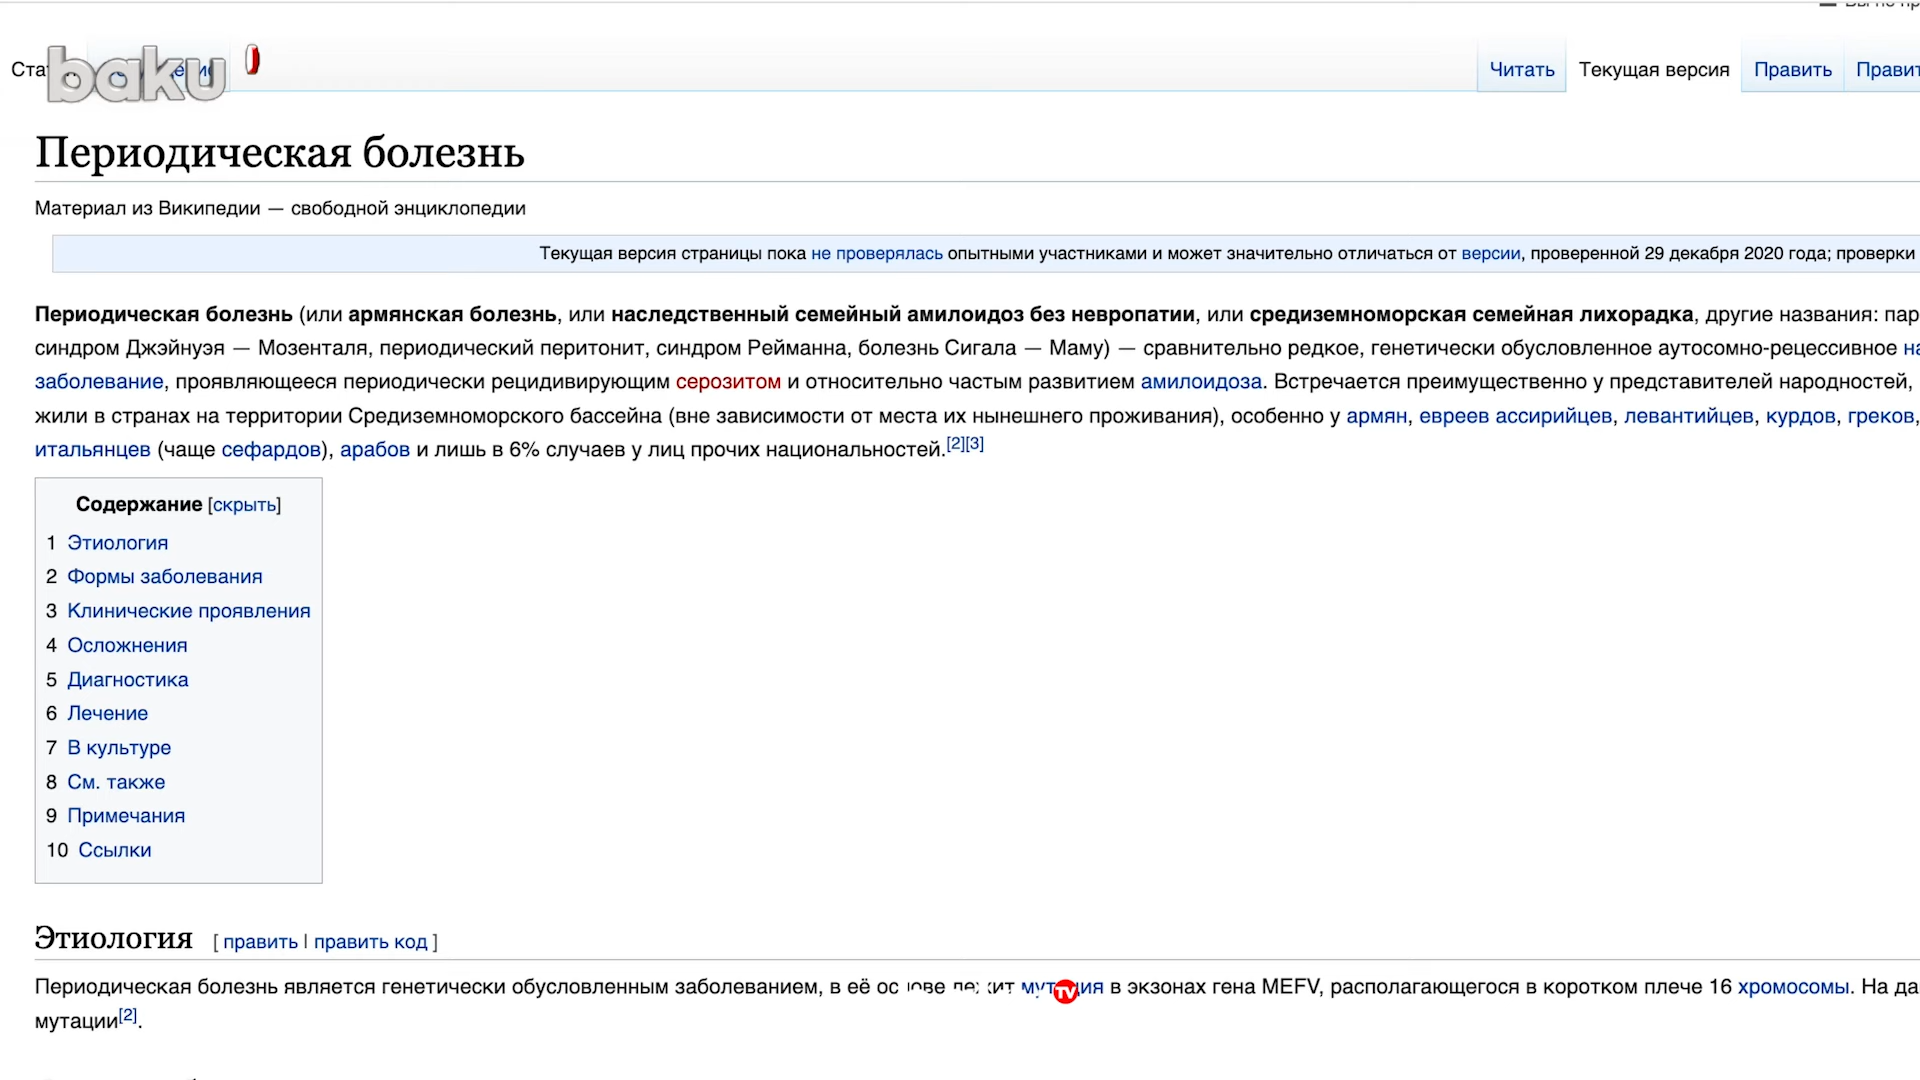 baku
Читать Текущая версия Править
Периодическая болезнь
Материал из Википедии — свободной энциклопедии
Текущая версия страницы пока не проверялась опытными участниками и может значительно отличаться от версии, проверенной 29 декабря 2020 года; проверки
Периодическая болезнь (или армянская болезнь, или наследственный семейный амилоидоз без невропатии, или средиземноморская семейная лихорадка, другие названия:
синдром Джэйнуэя — Мозенталя, периодический перитонит, синдром Рейманна, болезнь Сигала — Маму) — сравнительно редкое, генетически обусловленное аутосомно-рецессивное
заболевание, проявляющееся периодически рецидивирующим серозитом и относительно частым развитием амилоидоза. Встречается преимущественно у представителей народностей,
жили в странах на территории Средиземноморского бассейна (вне зависимости от места их нынешнего проживания), особенно у армян, евреев ассирийцев, левантийцев, курдов, греков,
итальянцев (чаще сефардов), арабов и лишь в 6% случаев у лиц прочих национальностей.[2][3]
Содержание [скрыть]
1 Этиология
2 Формы заболевания
3 Клинические проявления
4 Осложнения
5 Диагностика
6 Лечение
7 В культуре
8 См. также
9 Примечания
10 Ссылки
Этиология [ править | править код ]
Периодическая болезнь является генетически обусловленным заболеванием, в её в экзонах гена MEFV, располагающегося в коротком плече 16 хромосомы. На
TV
мутации[2].